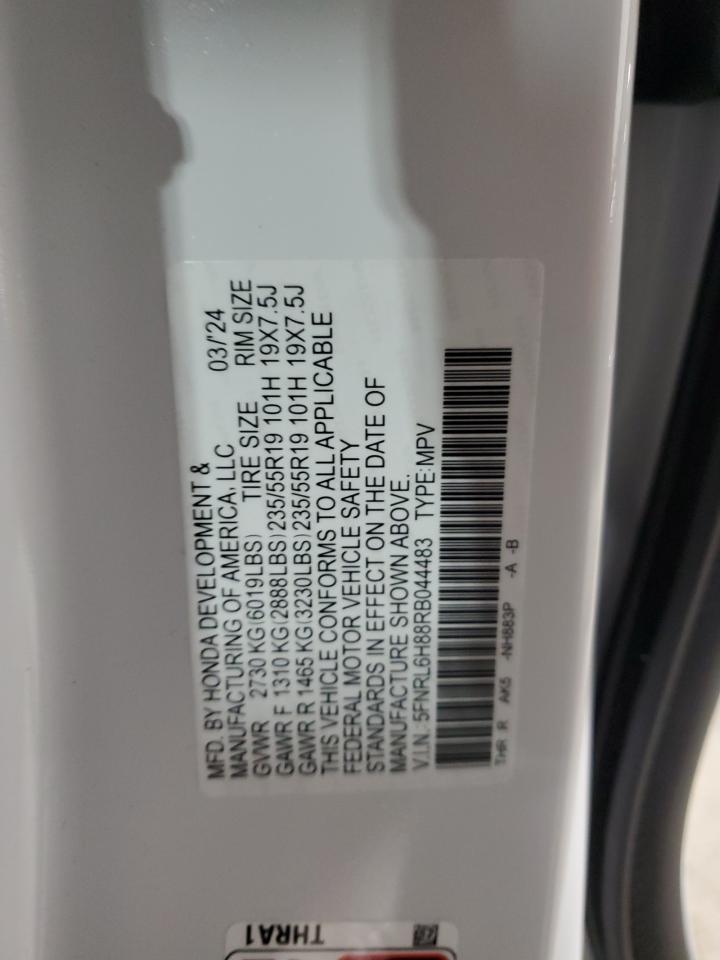 MFD. BY HONDA DEVELOPMENT &
MANUFACTURING OF AMERICA, LLC 03/'24
GVWR 2730 KG(6019LBS) TIRE SIZE RIM SIZE
GAWR F 1310 KG(2888LBS)235/55R19 101H 19X7.5J
GAWR R 1465 KG(3230LBS)235/55R19 101H 19X7.5J
THIS VEHICLE CONFORMS TO ALL APPLICABLE
FEDERAL MOTOR VEHICLE SAFETY
STANDARDS IN EFFECT ON THE DATE OF
MANUFACTURE SHOWN ABOVE.
V.I.N.:5FNRL6H88RB044483 TYPE:MPV
THR R AK5 -NH883P -A -B
THRA1